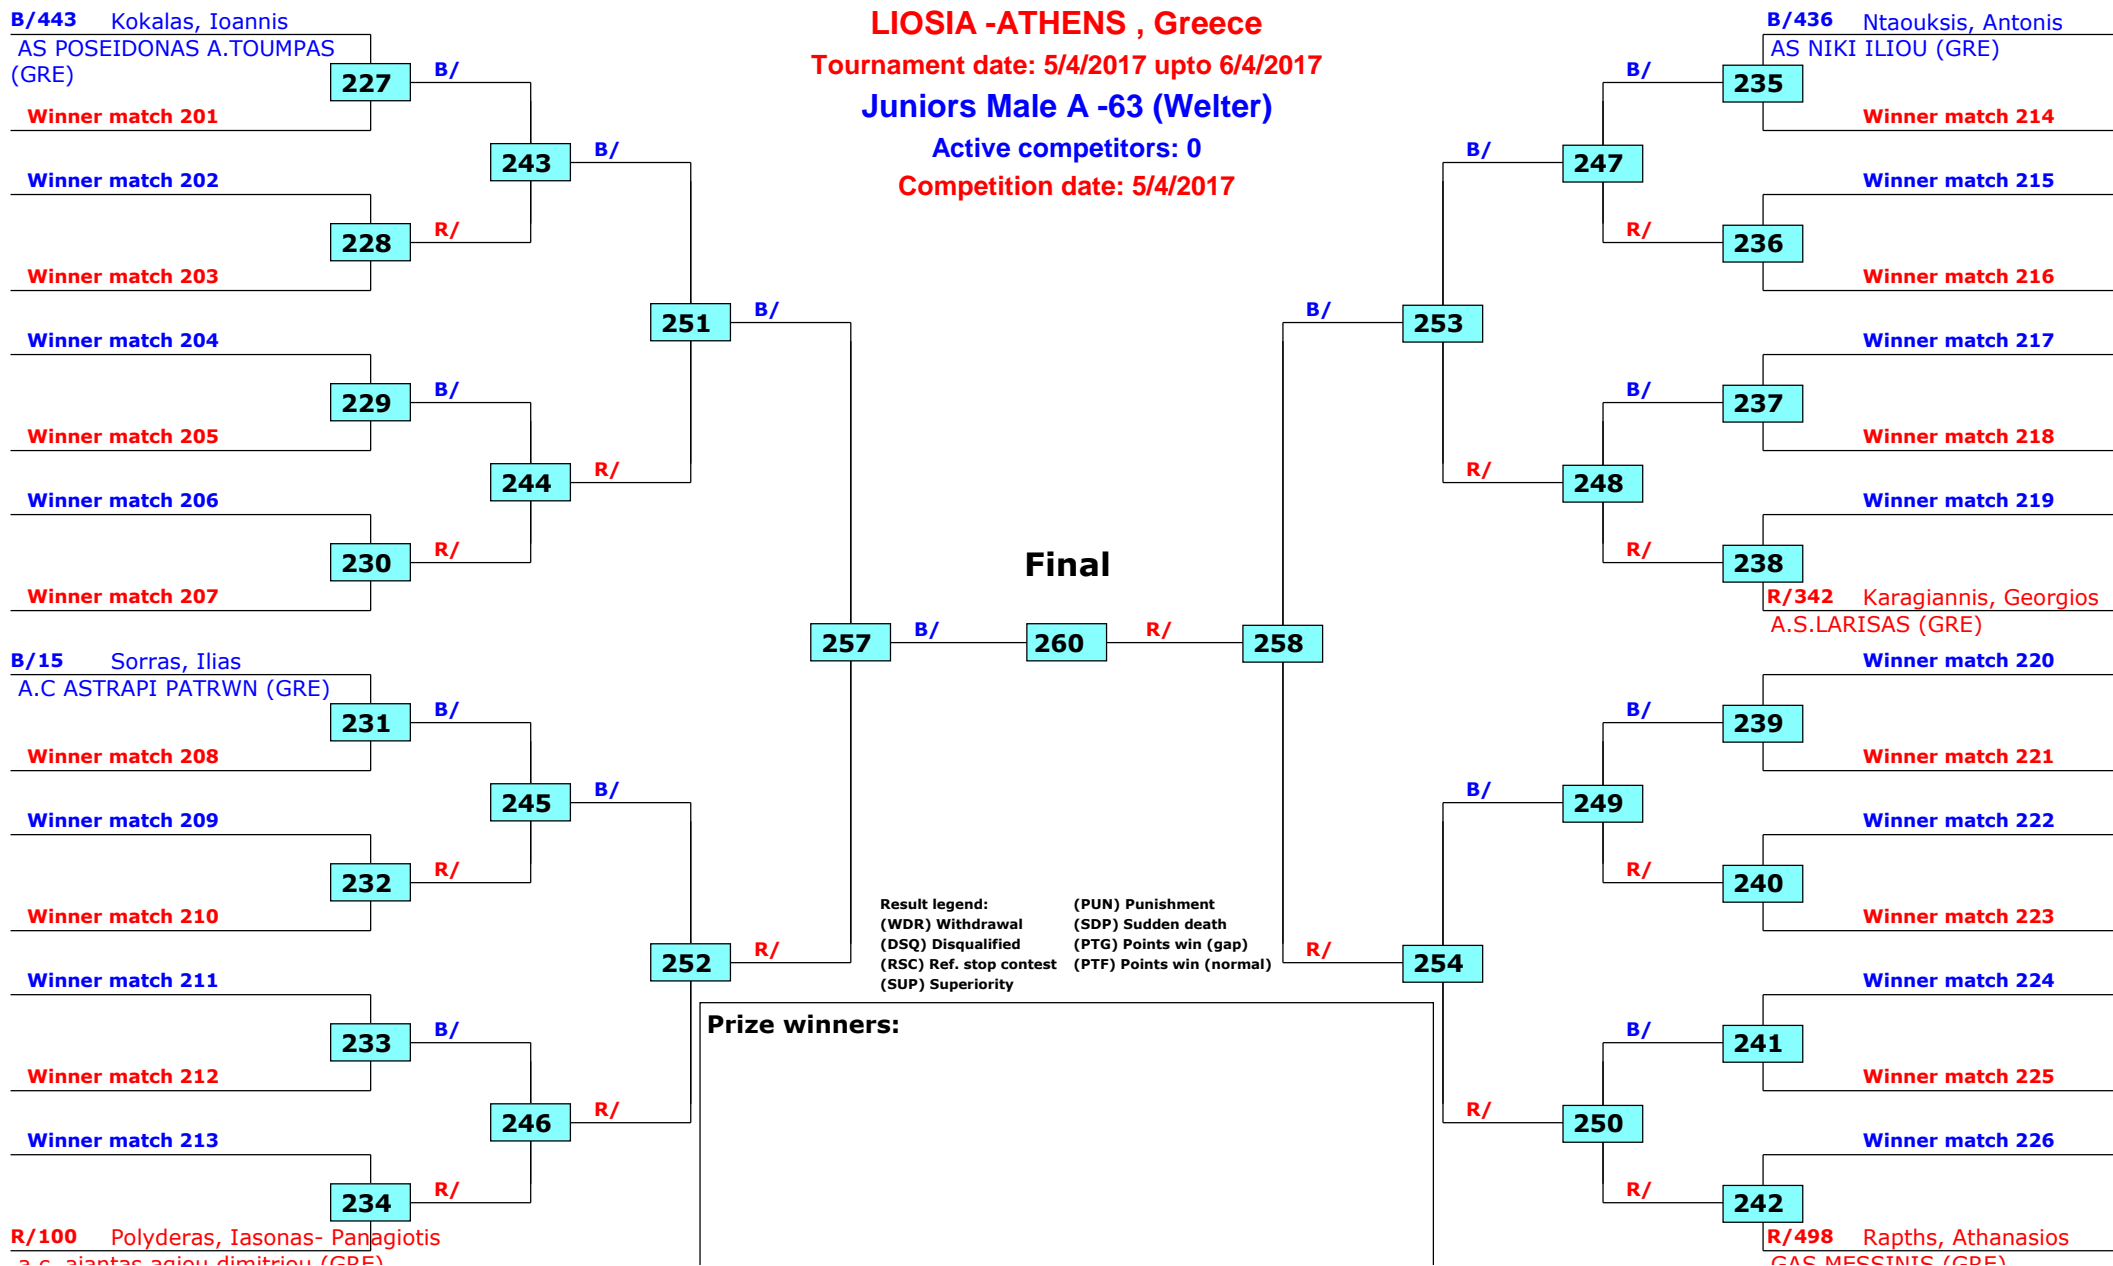 LIOSIA -ATHENS , Greece
Tournament date: 5/4/2017 upto 6/4/2017
Juniors Male A -63 (Welter)
Active competitors: 0
Competition date: 5/4/2017
B/443 Kokalas, Ioannis
AS POSEIDONAS A.TOUMPAS
(GRE)
227
B/
Winner match 201
243
B/
Winner match 202
228
R/
Winner match 203
251
B/
Winner match 204
229
B/
Winner match 205
244
R/
Winner match 206
230
R/
Winner match 207
257
B/
B/15 Sorras, Ilias
A.C ASTRAPI PATRWN (GRE)
231
B/
Winner match 208
245
B/
Winner match 209
232
R/
Winner match 210
252
R/
Winner match 211
233
B/
Winner match 212
246
R/
Winner match 213
234
R/
R/100 Polyderas, Iasonas- Panagiotis
a.c. aiantas agiou dimitriou (GRE)
Final
260
B/436 Ntaouksis, Antonis
AS NIKI ILIOU (GRE)
B/
235
Winner match 214
B/
247
Winner match 215
R/
236
Winner match 216
B/
253
Winner match 217
B/
237
Winner match 218
R/
248
Winner match 219
R/
238
R/342 Karagiannis, Georgios
A.S.LARISAS (GRE)
R/
258
Winner match 220
B/
239
Winner match 221
B/
249
Winner match 222
R/
240
Winner match 223
R/
254
Winner match 224
B/
241
Winner match 225
R/
250
Winner match 226
R/
242
R/498 Rapths, Athanasios
GAS MESSINIS (GRE)
Result legend: (PUN) Punishment
(WDR) Withdrawal (SDP) Sudden death
(DSQ) Disqualified (PTG) Points win (gap)
(RSC) Ref. stop contest (PTF) Points win (normal)
(SUP) Superiority
Prize winners: